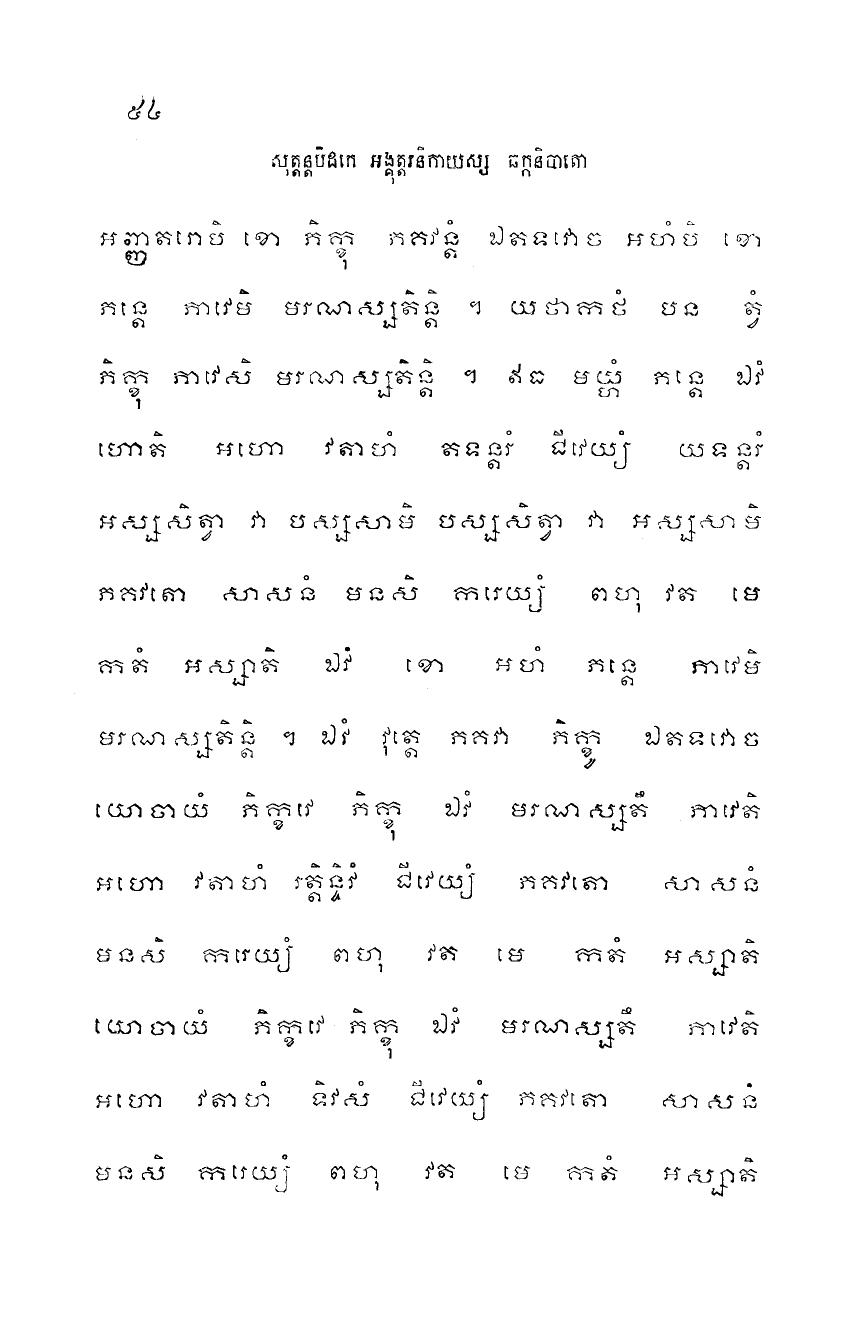 ៥៤
សុត្តន្តបិដកេ អង្គុត្តរនិកាយស្ស ឆក្កនិបាតោ
អញ្ញតរោបិ ខោ ភិក្ខុ ភគវន្តំ ឯតទវោច អហំបិ ខោ
ភន្តេ ភាវេមិ មរណស្សតិន្តិ ។ យថាកថំ បន ត្វំ
ភិក្ខុ ភាវេសិ មរណស្សតិន្តិ ។ ឥធ មយ្ហំ ភន្តេ ឯវំ
ហោតិ អហោ វតាហំ តទន្តរំ ជីវេយ្យំ យទន្តរំ
អស្សសិត្វា វា បស្សសាមិ បស្សសិត្វា វា អស្សសាមិ
ភគវតោ សាសនំ មនសិ ករេយ្យំ ពហុ វត មេ
កតំ អស្សាតិ ឯវំ ខោ អហំ ភន្តេ ភាវេមិ
មរណស្សតិន្តិ ។ ឯវំ វុត្តេ ភគវា ភិក្ខូ ឯតទវោច
យោចាយំ ភិក្ខវេ ភិក្ខុ ឯវំ មរណស្សតឹ ភាវេតិ
អហោ វតាហំ រត្តិន្ទិវំ ជីវេយ្យំ ភគវតោ សាសនំ
មនសិ ករេយ្យំ ពហុ វត មេ កតំ អស្សាតិ
យោចាយំ ភិក្ខវេ ភិក្ខុ ឯវំ មរណស្សតឹ ភាវេតិ
អហោ វតាហំ ទិវសំ ជីវេយ្យំ ភគវតោ សាសនំ
មនសិ ករេយ្យំ ពហុ វត មេ កតំ អស្សាតិ